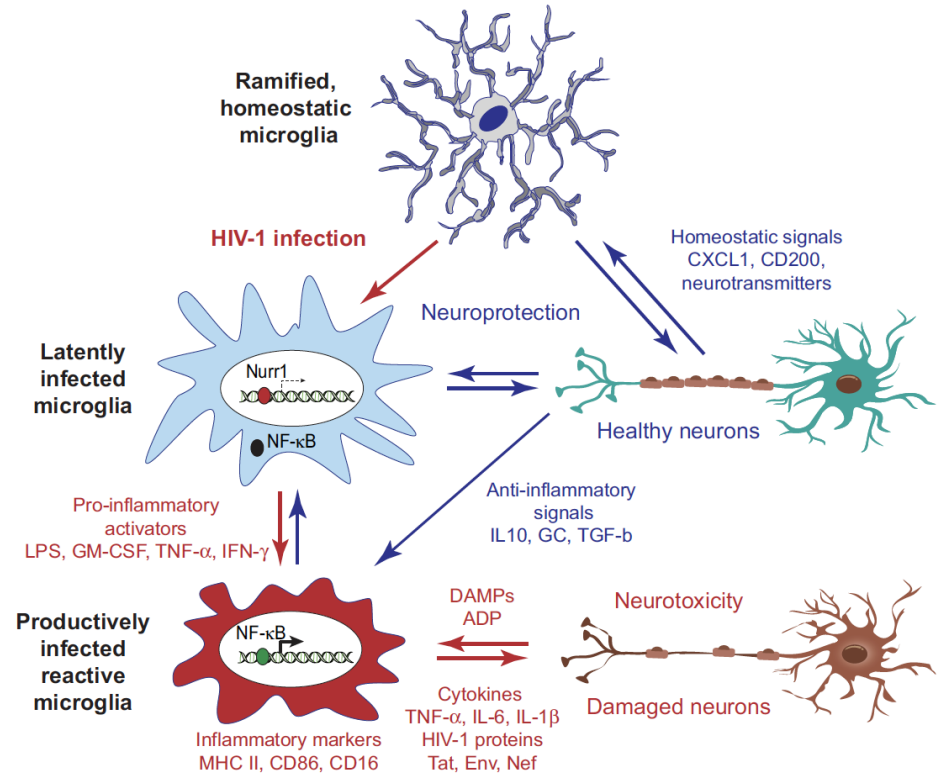 Ramified,
homeostatic
microglia
HIV-1 infection
Homeostatic signals
CXCL1, CD200,
neurotransmitters
Neuroprotection
Latently
infected
microglia
Nurr1
NF-κB
Healthy neurons
Pro-inflammatory
activators
LPS, GM-CSF, TNF-α, IFN-γ
Anti-inflammatory
signals
IL10, GC, TGF-b
Productively
infected
reactive
microglia
NF-κB
DAMPs
ADP
Neurotoxicity
Cytokines
TNF-α, IL-6, IL-1β
HIV-1 proteins
Tat, Env, Nef
Damaged neurons
Inflammatory markers
MHC II, CD86, CD16